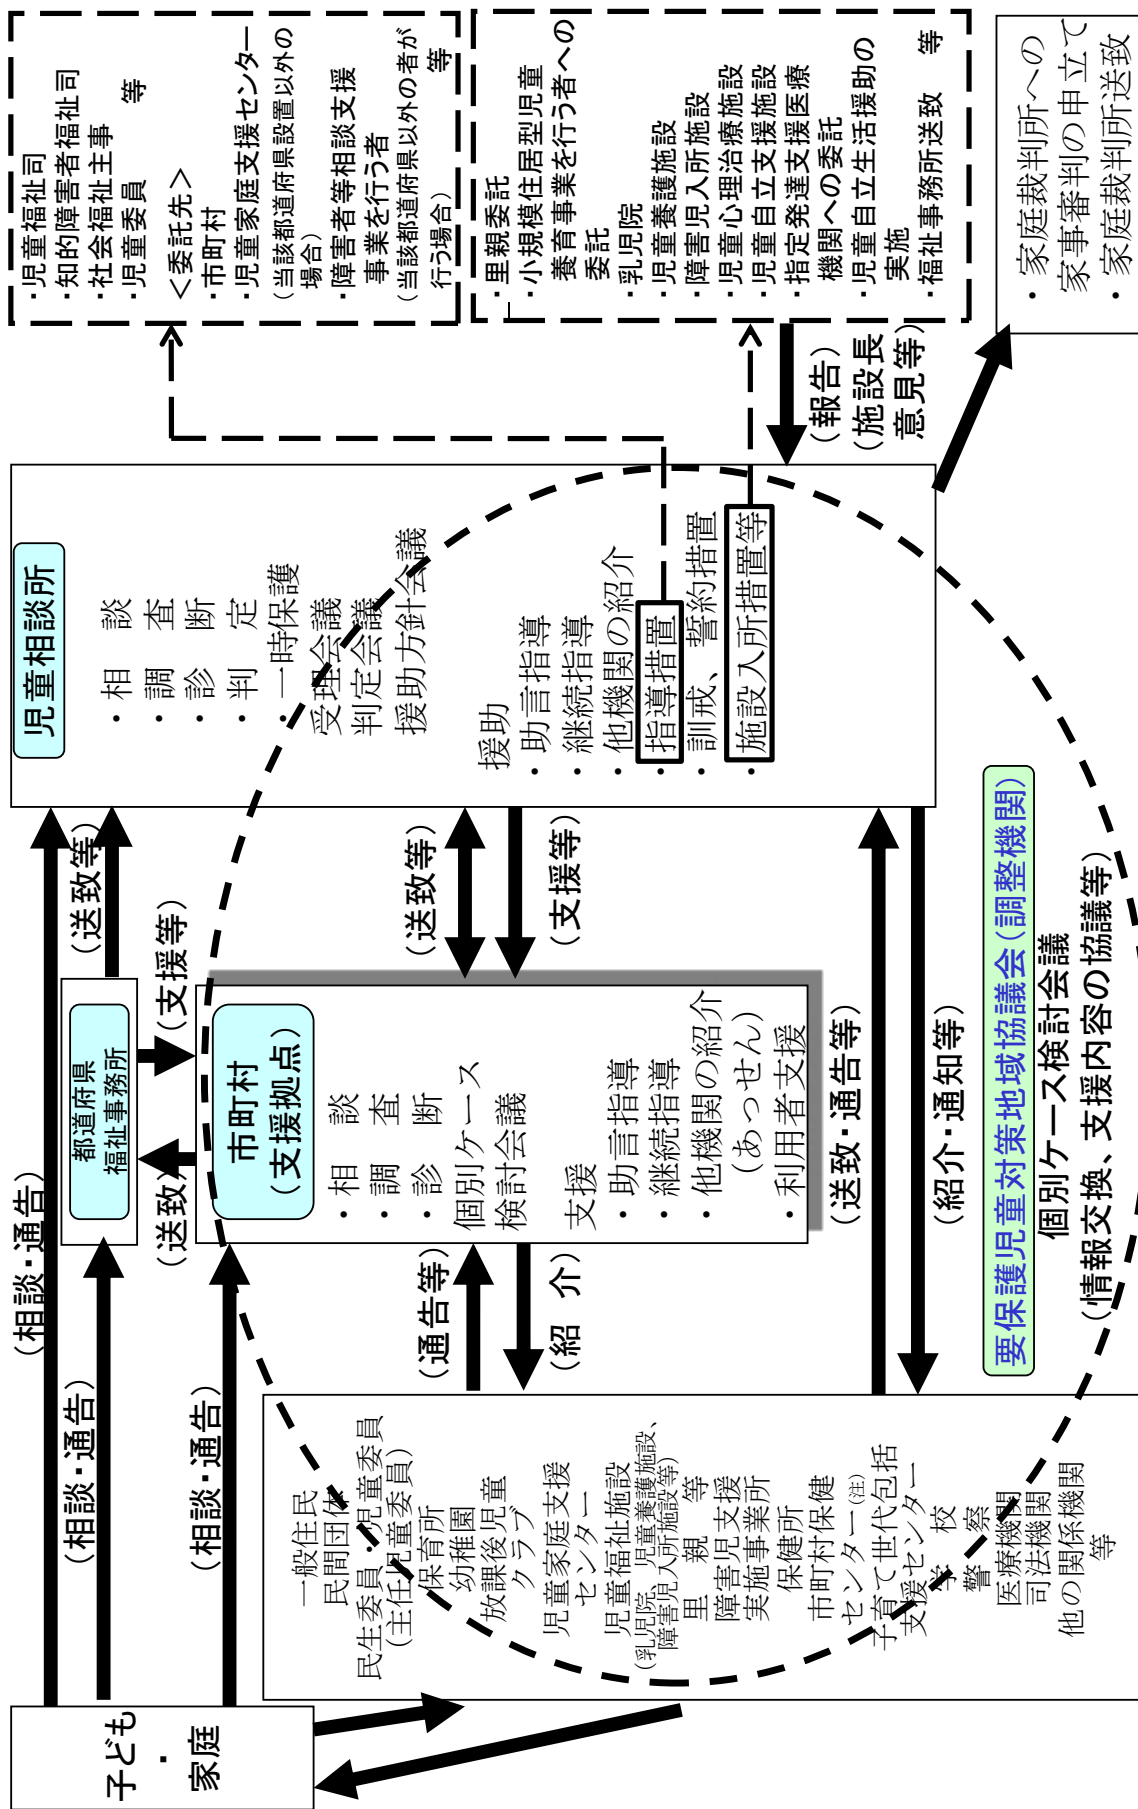 子ども
・
家庭
(相談・通告)
(相談・通告)
(相談・通告)
都道府県
福祉事務所
(送致等)
(支援等)
(送致)
市町村
(支援拠点)
・相　談
・調　査
・診　断
個別ケース
検討会議
支援
・助言指導
・継続指導
・他機関の紹介
(あっせん)
・利用者支援
(通告等)
(紹　介)
(送致等)
(支援等)
(送致・通告等)
(紹介・通知等)
一般住民
民間団体
民生委員・児童委員
(主任児童委員)
保育所
幼稚園
放課後児童
クラブ
児童家庭支援
センター
児童福祉施設
(乳児院、児童養護施設、
障害児入所施設等)
里　親　等
障害児支援
実施事業所
保健所
市町村保健
センター(注)
子育て世代包括
支援センター
学　校
警　察
医療機関
司法機関
他の関係機関
等
児童相談所
・相　談
・調　査
・診　断
・判　定
・一時保護
受理会議
判定会議
援助方針会議
援助
・助言指導
・継続指導
・他機関の紹介
・指導措置
・訓戒、誓約措置
・施設入所措置等
要保護児童対策地域協議会(調整機関)
個別ケース検討会議
(情報交換、支援内容の協議等)
・児童福祉司
・知的障害者福祉司
・社会福祉主事
・児童委員　等
<委託先>
・市町村
・児童家庭支援センター
(当該都道府県設置以外の
場合)
・障害者等相談支援
事業を行う者
(当該都道府県以外の者が
行う場合)　等
・里親委託
・小規模住居型児童
養育事業を行う者への
委託
・乳児院
・児童養護施設
・障害児入所施設
・児童心理治療施設
・児童自立支援施設
・指定発達支援医療
機関への委託
・児童自立生活援助の
実施
・福祉事務所送致　等
(報告)
(施設長
意見等)
・家庭裁判所への
家事審判の申立て
・家庭裁判所送致